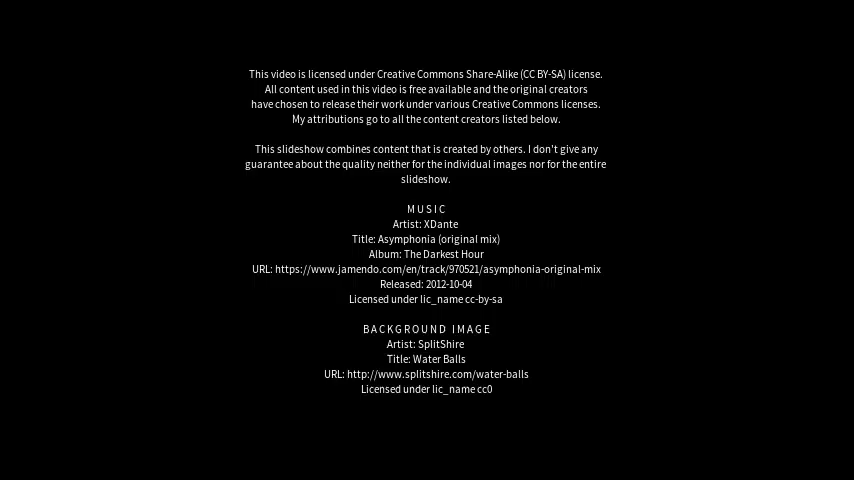 This video is licensed under Creative Commons Share-Alike (CC BY-SA) license.
All content used in this video is free available and the original creators
have chosen to release their work under various Creative Commons licenses.
My attributions go to all the content creators listed below.
This slideshow combines content that is created by others. I don't give any
guarantee about the quality neither for the individual images nor for the entire
slideshow.
MUSIC
Artist: XDante
Title: Asymphonia (original mix)
Album: The Darkest Hour
URL: https://www.jamendo.com/en/track/970521/asymphonia-original-mix
Released: 2012-10-04
Licensed under lic_name cc-by-sa
BACKGROUND IMAGE
Artist: SplitShire
Title: Water Balls
URL: http://www.splitshire.com/water-balls
Licensed under lic_name cc0